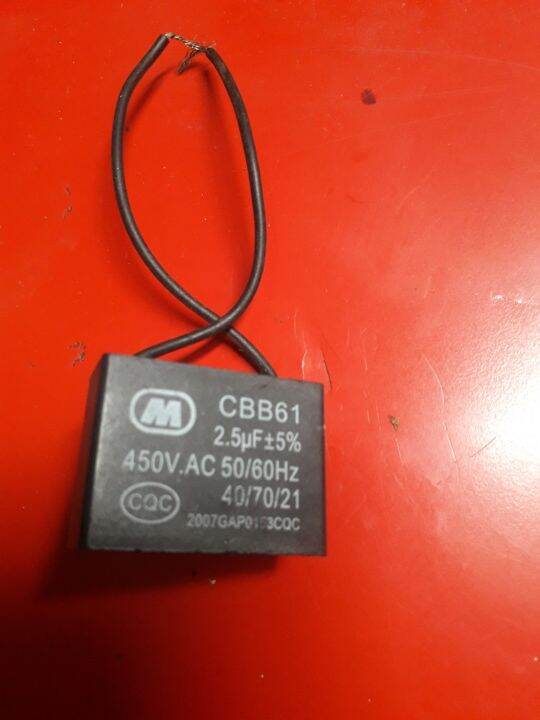 M
CBB61
2.5µF±5%
450V.AC 50/60Hz
40/70/21
CQC